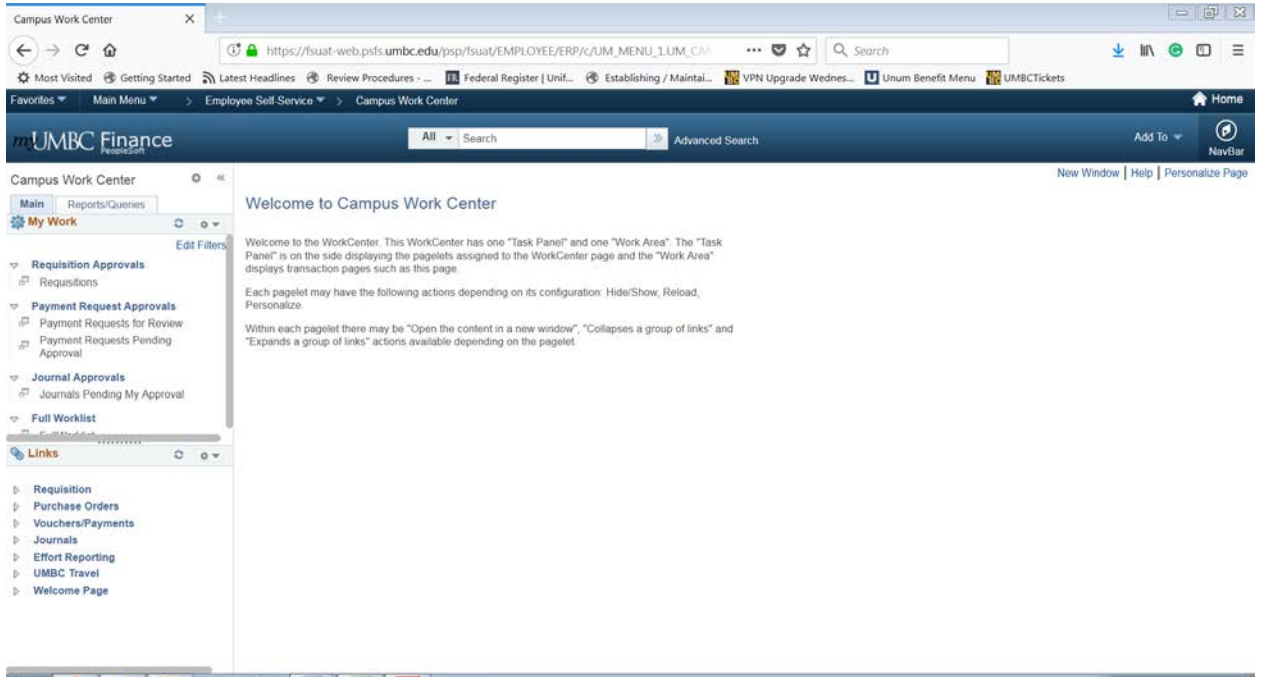 Campus Work Center
https://fsuat-web.psfs.umbc.edu/psp/fsuat/EMPLOYEE/ERP/c/UM_MENU_1.UM_CA
Search
Most Visited Getting Started Latest Headlines Review Procedures - ... Federal Register | Unif... Establishing / Maintai... VPN Upgrade Wednes... Unum Benefit Menu UMBCTickets
Favorites Main Menu > Employee Self-Service > Campus Work Center Home
myUMBC Finance
PeopleSoft
All Search Advanced Search Add To NavBar
New Window | Help | Personalize Page
Campus Work Center
Main Reports/Queries
My Work
Edit Filters
Requisition Approvals
Requisitions
Payment Request Approvals
Payment Requests for Review
Payment Requests Pending
Approval
Journal Approvals
Journals Pending My Approval
Full Worklist
Links
Requisition
Purchase Orders
Vouchers/Payments
Journals
Effort Reporting
UMBC Travel
Welcome Page
Welcome to Campus Work Center
Welcome to the WorkCenter. This WorkCenter has one "Task Panel" and one "Work Area". The "Task
Panel" is on the side displaying the pagelets assigned to the WorkCenter page and the "Work Area"
displays transaction pages such as this page.
Each pagelet may have the following actions depending on its configuration: Hide/Show, Reload,
Personalize.
Within each pagelet there may be "Open the content in a new window", "Collapses a group of links" and
"Expands a group of links" actions available depending on the pagelet.